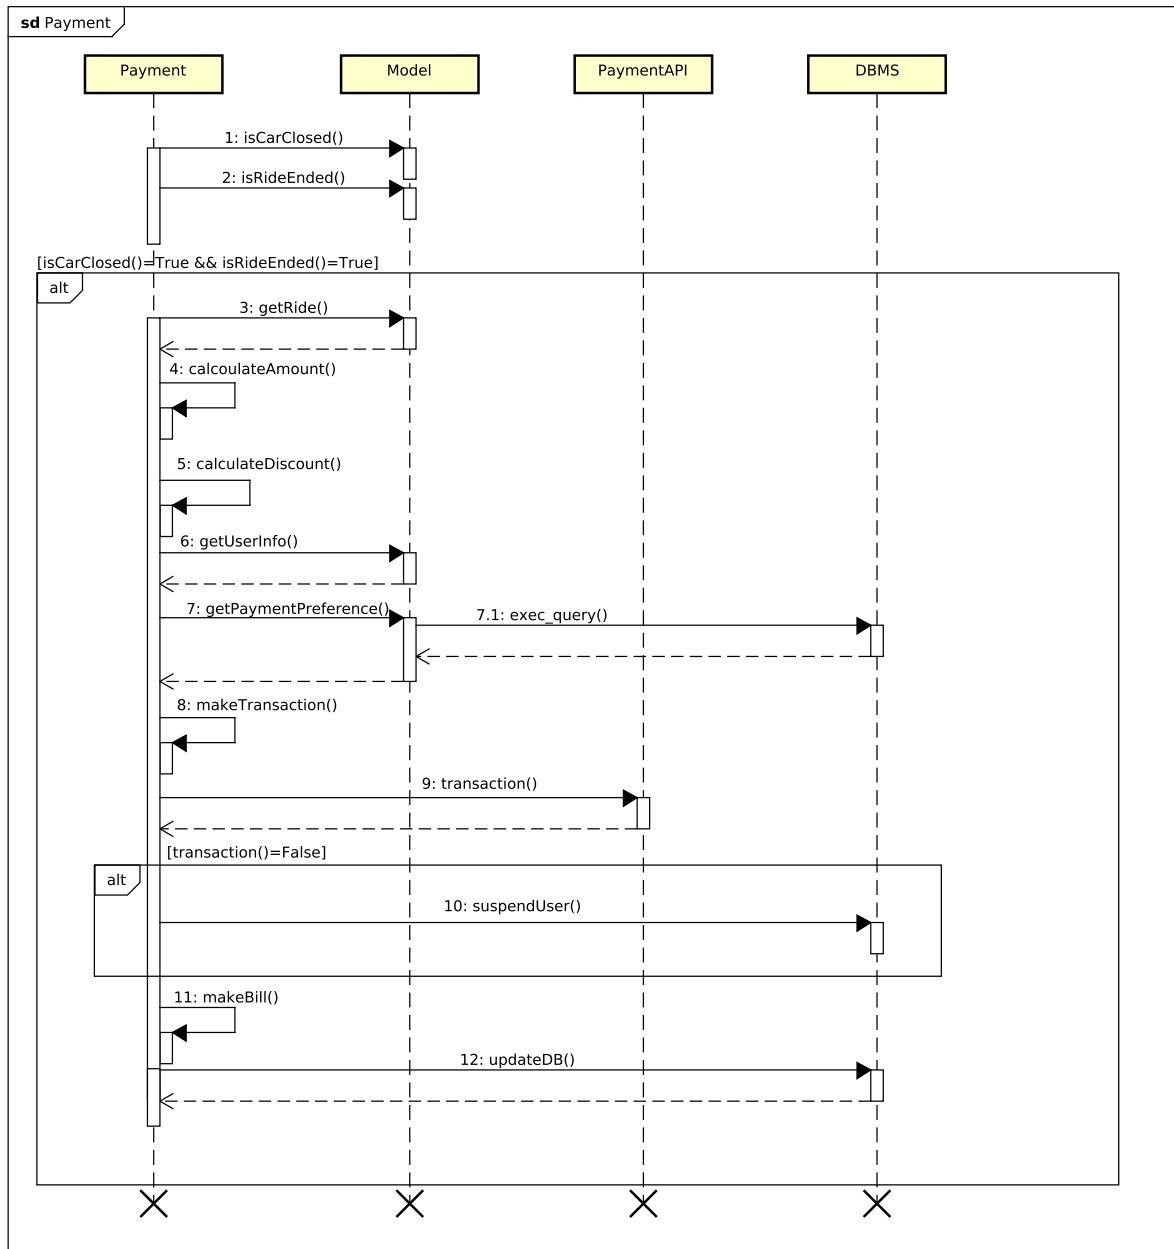 sd Payment
Payment
Model
PaymentAPI
DBMS
1: isCarClosed()
2: isRideEnded()
[isCarClosed()=True && isRideEnded()=True]
alt
3: getRide()
4: calcoulateAmount()
5: calculateDiscount()
6: getUserInfo()
7: getPaymentPreference()
7.1: exec_query()
8: makeTransaction()
9: transaction()
[transaction()=False]
alt
10: suspendUser()
11: makeBill()
12: updateDB()